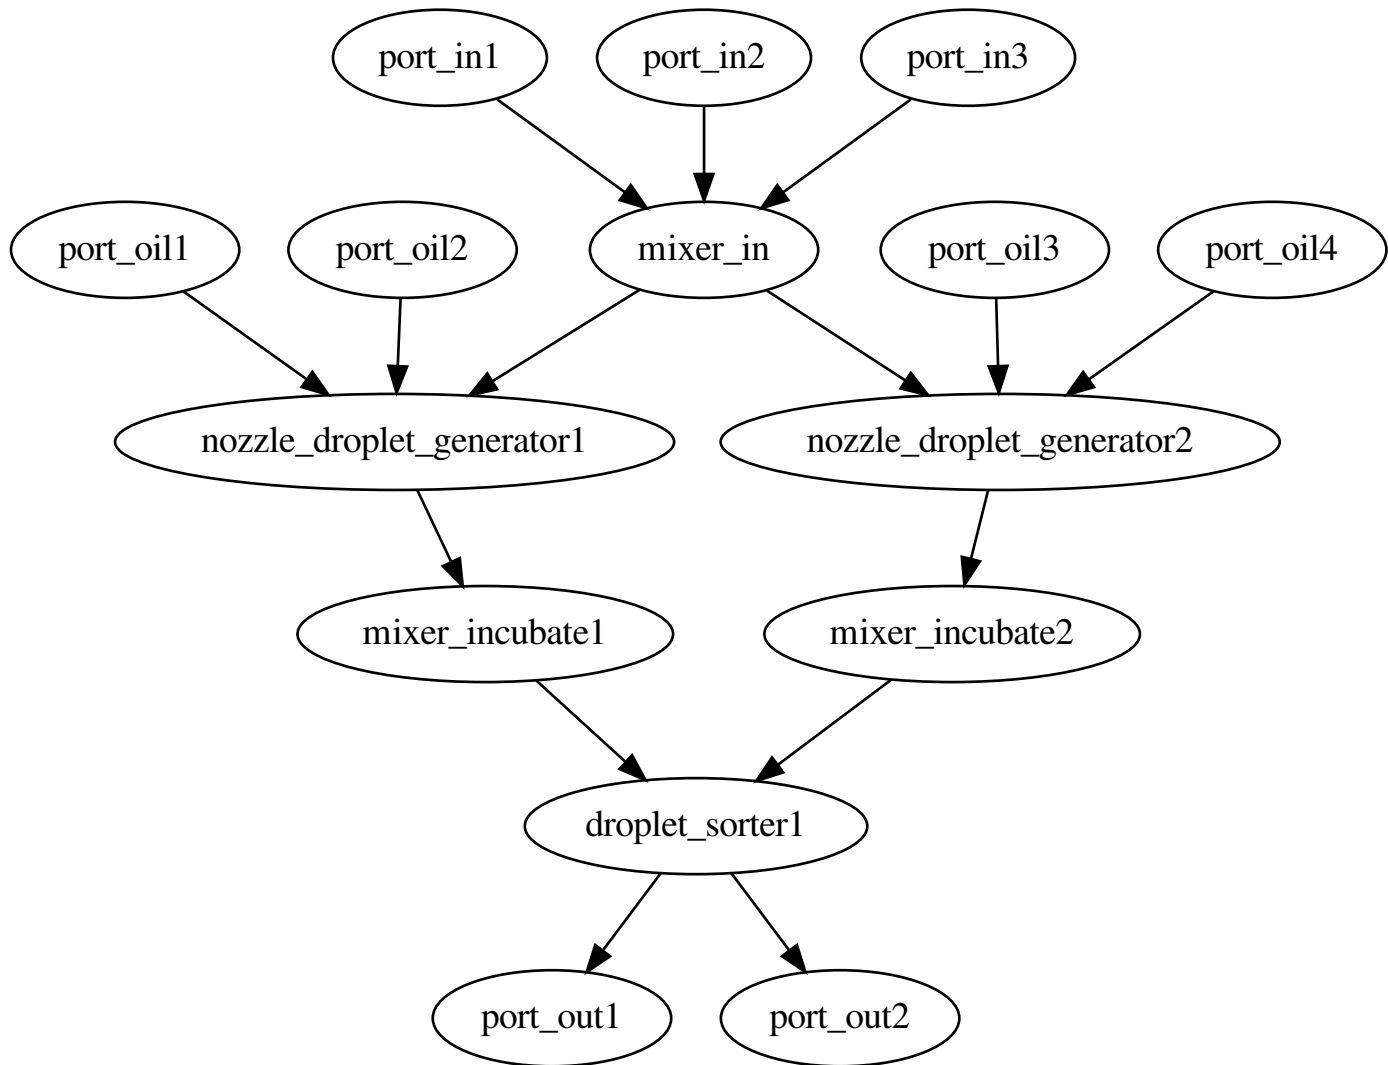 port_in1
port_in2
port_in3
port_oil1
port_oil2
mixer_in
port_oil3
port_oil4
nozzle_droplet_generator1
nozzle_droplet_generator2
mixer_incubate1
mixer_incubate2
droplet_sorter1
port_out1
port_out2